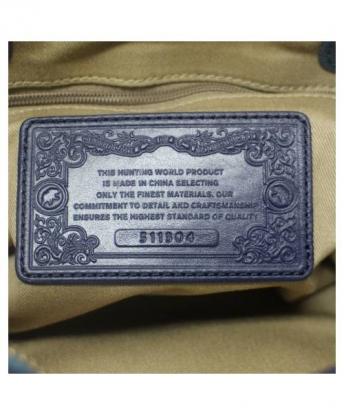 THIS HUNTING WORLD PRODUCT
IS MADE IN CHINA SELECTING
ONLY THE FINEST MATERIALS. OUR
COMMITMENT TO DETAIL AND CRAFTSMANSHIP
ENSURES THE HIGHEST STANDARD OF QUALITY
511904